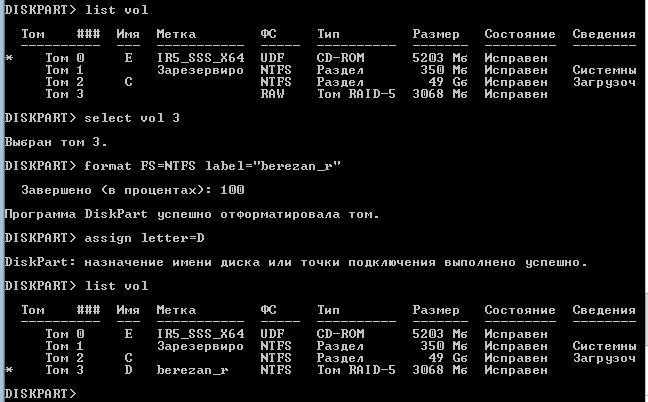 DISKPART> list vol
Том ### Имя Метка ФС Тип Размер Состояние Сведения
---------- --- ----------- ----- ---------- ------- --------- --------
* Том 0 E IR5_SSS_X64 UDF CD-ROM 5203 Мб Исправен
Том 1 Зарезервиро NTFS Раздел 350 Мб Исправен Системны
Том 2 C NTFS Раздел 49 Gб Исправен Загрузоч
Том 3 RAW Том RAID-5 3068 Мб Исправен
DISKPART> select vol 3
Выбран том 3.
DISKPART> format FS=NTFS label="berezan_r"
Завершено (в процентах): 100
Программа DiskPart успешно отформатировала том.
DISKPART> assign letter=D
DiskPart: назначение имени диска или точки подключения выполнено успешно.
DISKPART> list vol
Том ### Имя Метка ФС Тип Размер Состояние Сведения
---------- --- ----------- ----- ---------- ------- --------- --------
Том 0 E IR5_SSS_X64 UDF CD-ROM 5203 Мб Исправен
Том 1 Зарезервиро NTFS Раздел 350 Мб Исправен Системны
Том 2 C NTFS Раздел 49 Gб Исправен Загрузоч
* Том 3 D berezan_r NTFS Том RAID-5 3068 Мб Исправен
DISKPART>